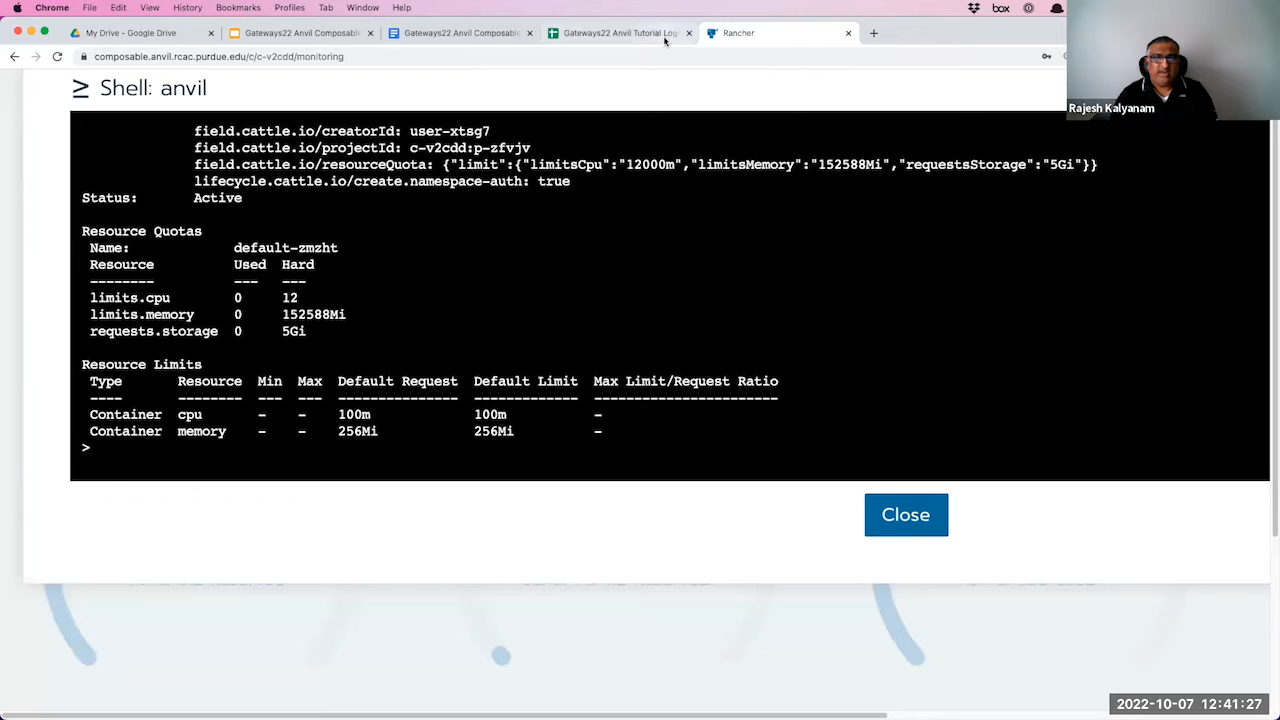 Chrome File Edit View History Bookmarks Profiles Tab Window Help box
My Drive - Google Drive Gateways22 Anvil Composable Gateways22 Anvil Composable Gateways22 Anvil Tutorial Logi Rancher
composable.anvil.rcac.purdue.edu/c/c-v2cdd/monitoring
≥ Shell: anvil
Rajesh Kalyanam
field.cattle.io/creatorId: user-xtsg7
field.cattle.io/projectId: c-v2cdd:p-zfvjv
field.cattle.io/resourceQuota: {"limit":{"limitsCpu":"12000m","limitsMemory":"152588Mi","requestsStorage":"5Gi"}}
lifecycle.cattle.io/create.namespace-auth: true
Status: Active
Resource Quotas
Name: default-zmzht
Resource Used Hard
-------- --- ---
limits.cpu 0 12
limits.memory 0 152588Mi
requests.storage 0 5Gi
Resource Limits
Type Resource Min Max Default Request Default Limit Max Limit/Request Ratio
---- -------- --- --- --------------- ------------- -----------------------
Container cpu - - 100m 100m -
Container memory - - 256Mi 256Mi -
>
Close
2022-10-07 12:41:27